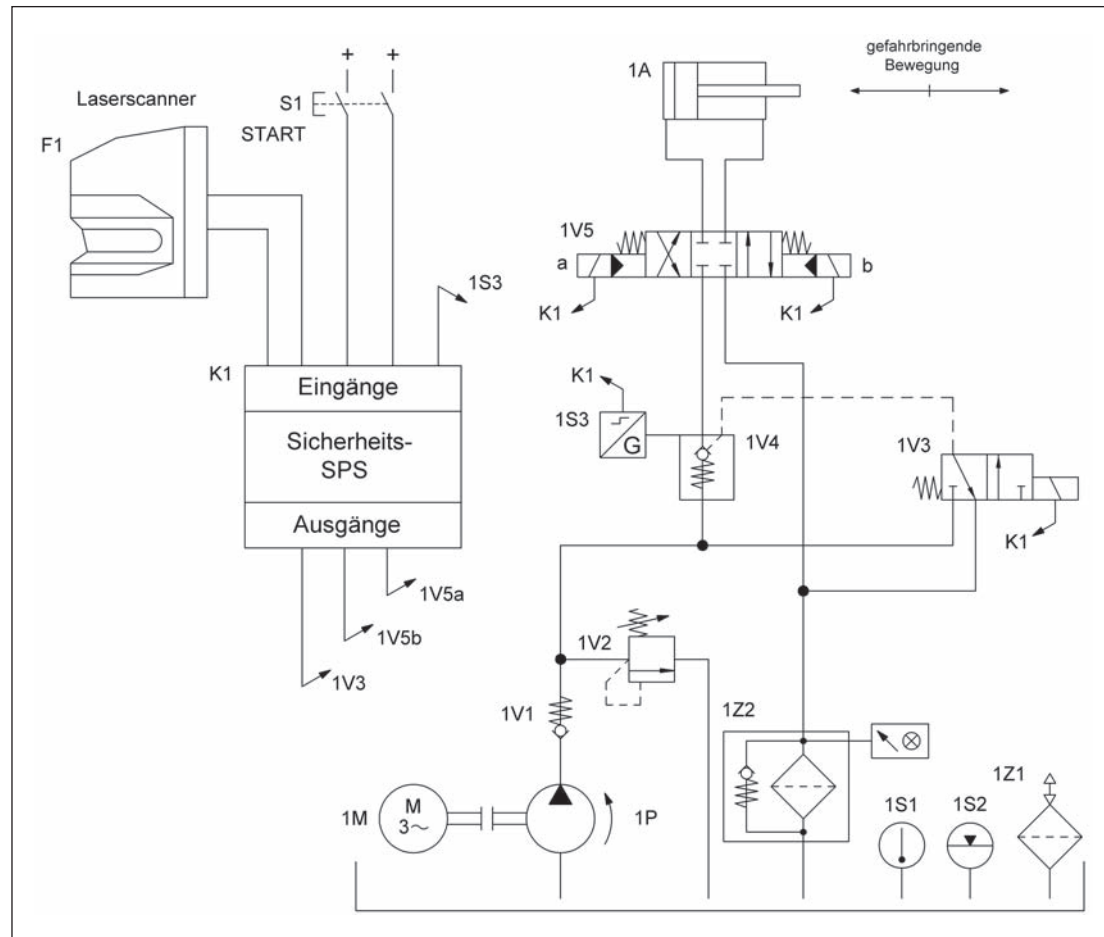 gefahrbringende
Bewegung
+ +
1A
Laserscanner
S1
START
F1
1V5
a
b
K1
K1
1S3
K1
Eingänge
Sicherheits-
SPS
Ausgänge
K1
1S3
G
1V4
1V3
K1
1V5a
1V5b
1V3
1V2
1V1
1Z2
1Z1
1S1
1S2
1M
M
3~
1P